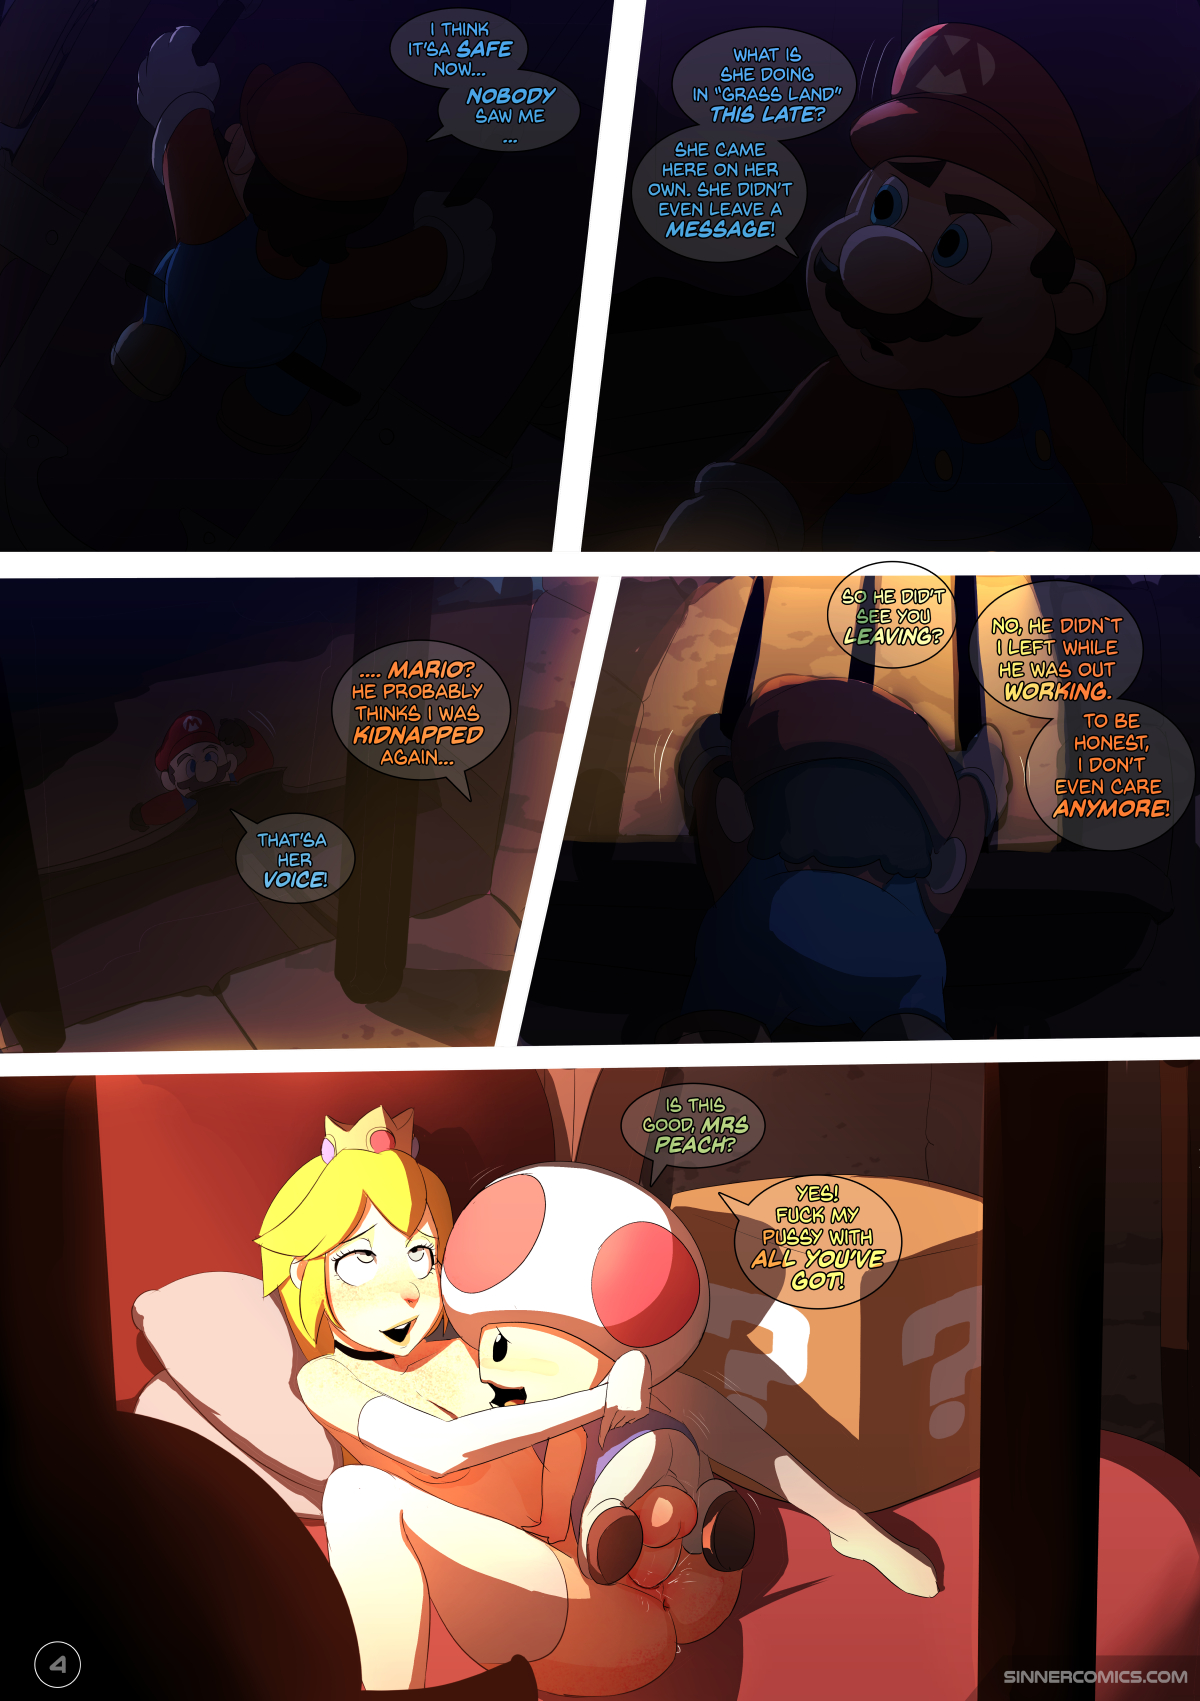 I THINK
IT'SA SAFE
NOW...
NOBODY
SAW ME
...
WHAT IS
SHE DOING
IN "GRASS LAND"
THIS LATE?
SHE CAME
HERE ON HER
OWN. SHE DIDN'T
EVEN LEAVE A
MESSAGE!
M
.... MARIO?
HE PROBABLY
THINKS I WAS
KIDNAPPED
AGAIN...
THAT'SA
HER
VOICE!
M
SO HE DID'T
SEE YOU
LEAVING?
NO, HE DIDN`T
I LEFT WHILE
HE WAS OUT
WORKING.
TO BE
HONEST,
I DON'T
EVEN CARE
ANYMORE!
IS THIS
GOOD, MRS
PEACH?
YES!
FUCK MY
PUSSY WITH
ALL YOU'VE
GOT!
? ?
4
SINNERCOMICS.COM